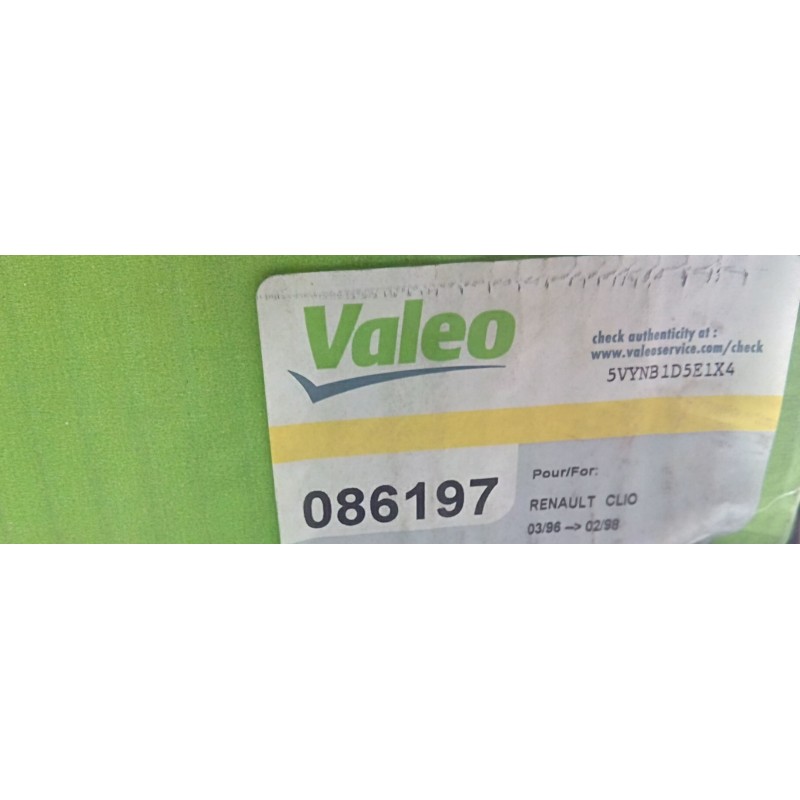 Valeo
check authenticity at :
www.valeoservice.com/check
5VYNB1D5E1X4
086197
Pour/For:
RENAULT CLIO
03/96 --> 02/98